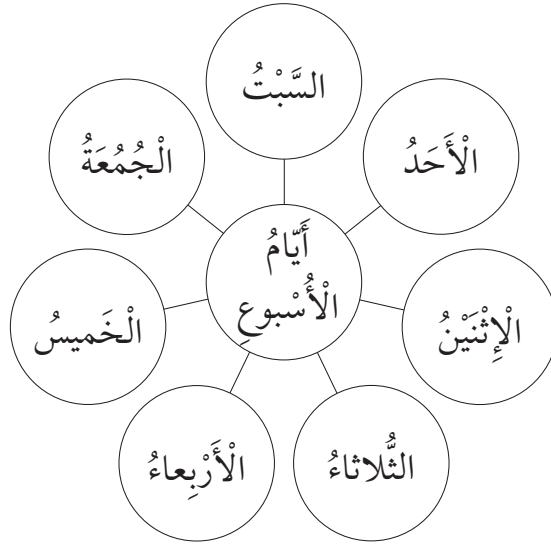 السَّبْتُ
الْأَحَدُ
الْإِثْنَيْنُ
الثُّلاثاءُ
الْأَرْبِعاءُ
الْخَميسُ
الْجُمُعَةُ
أَيّامُ
الْأُسْبوعِ